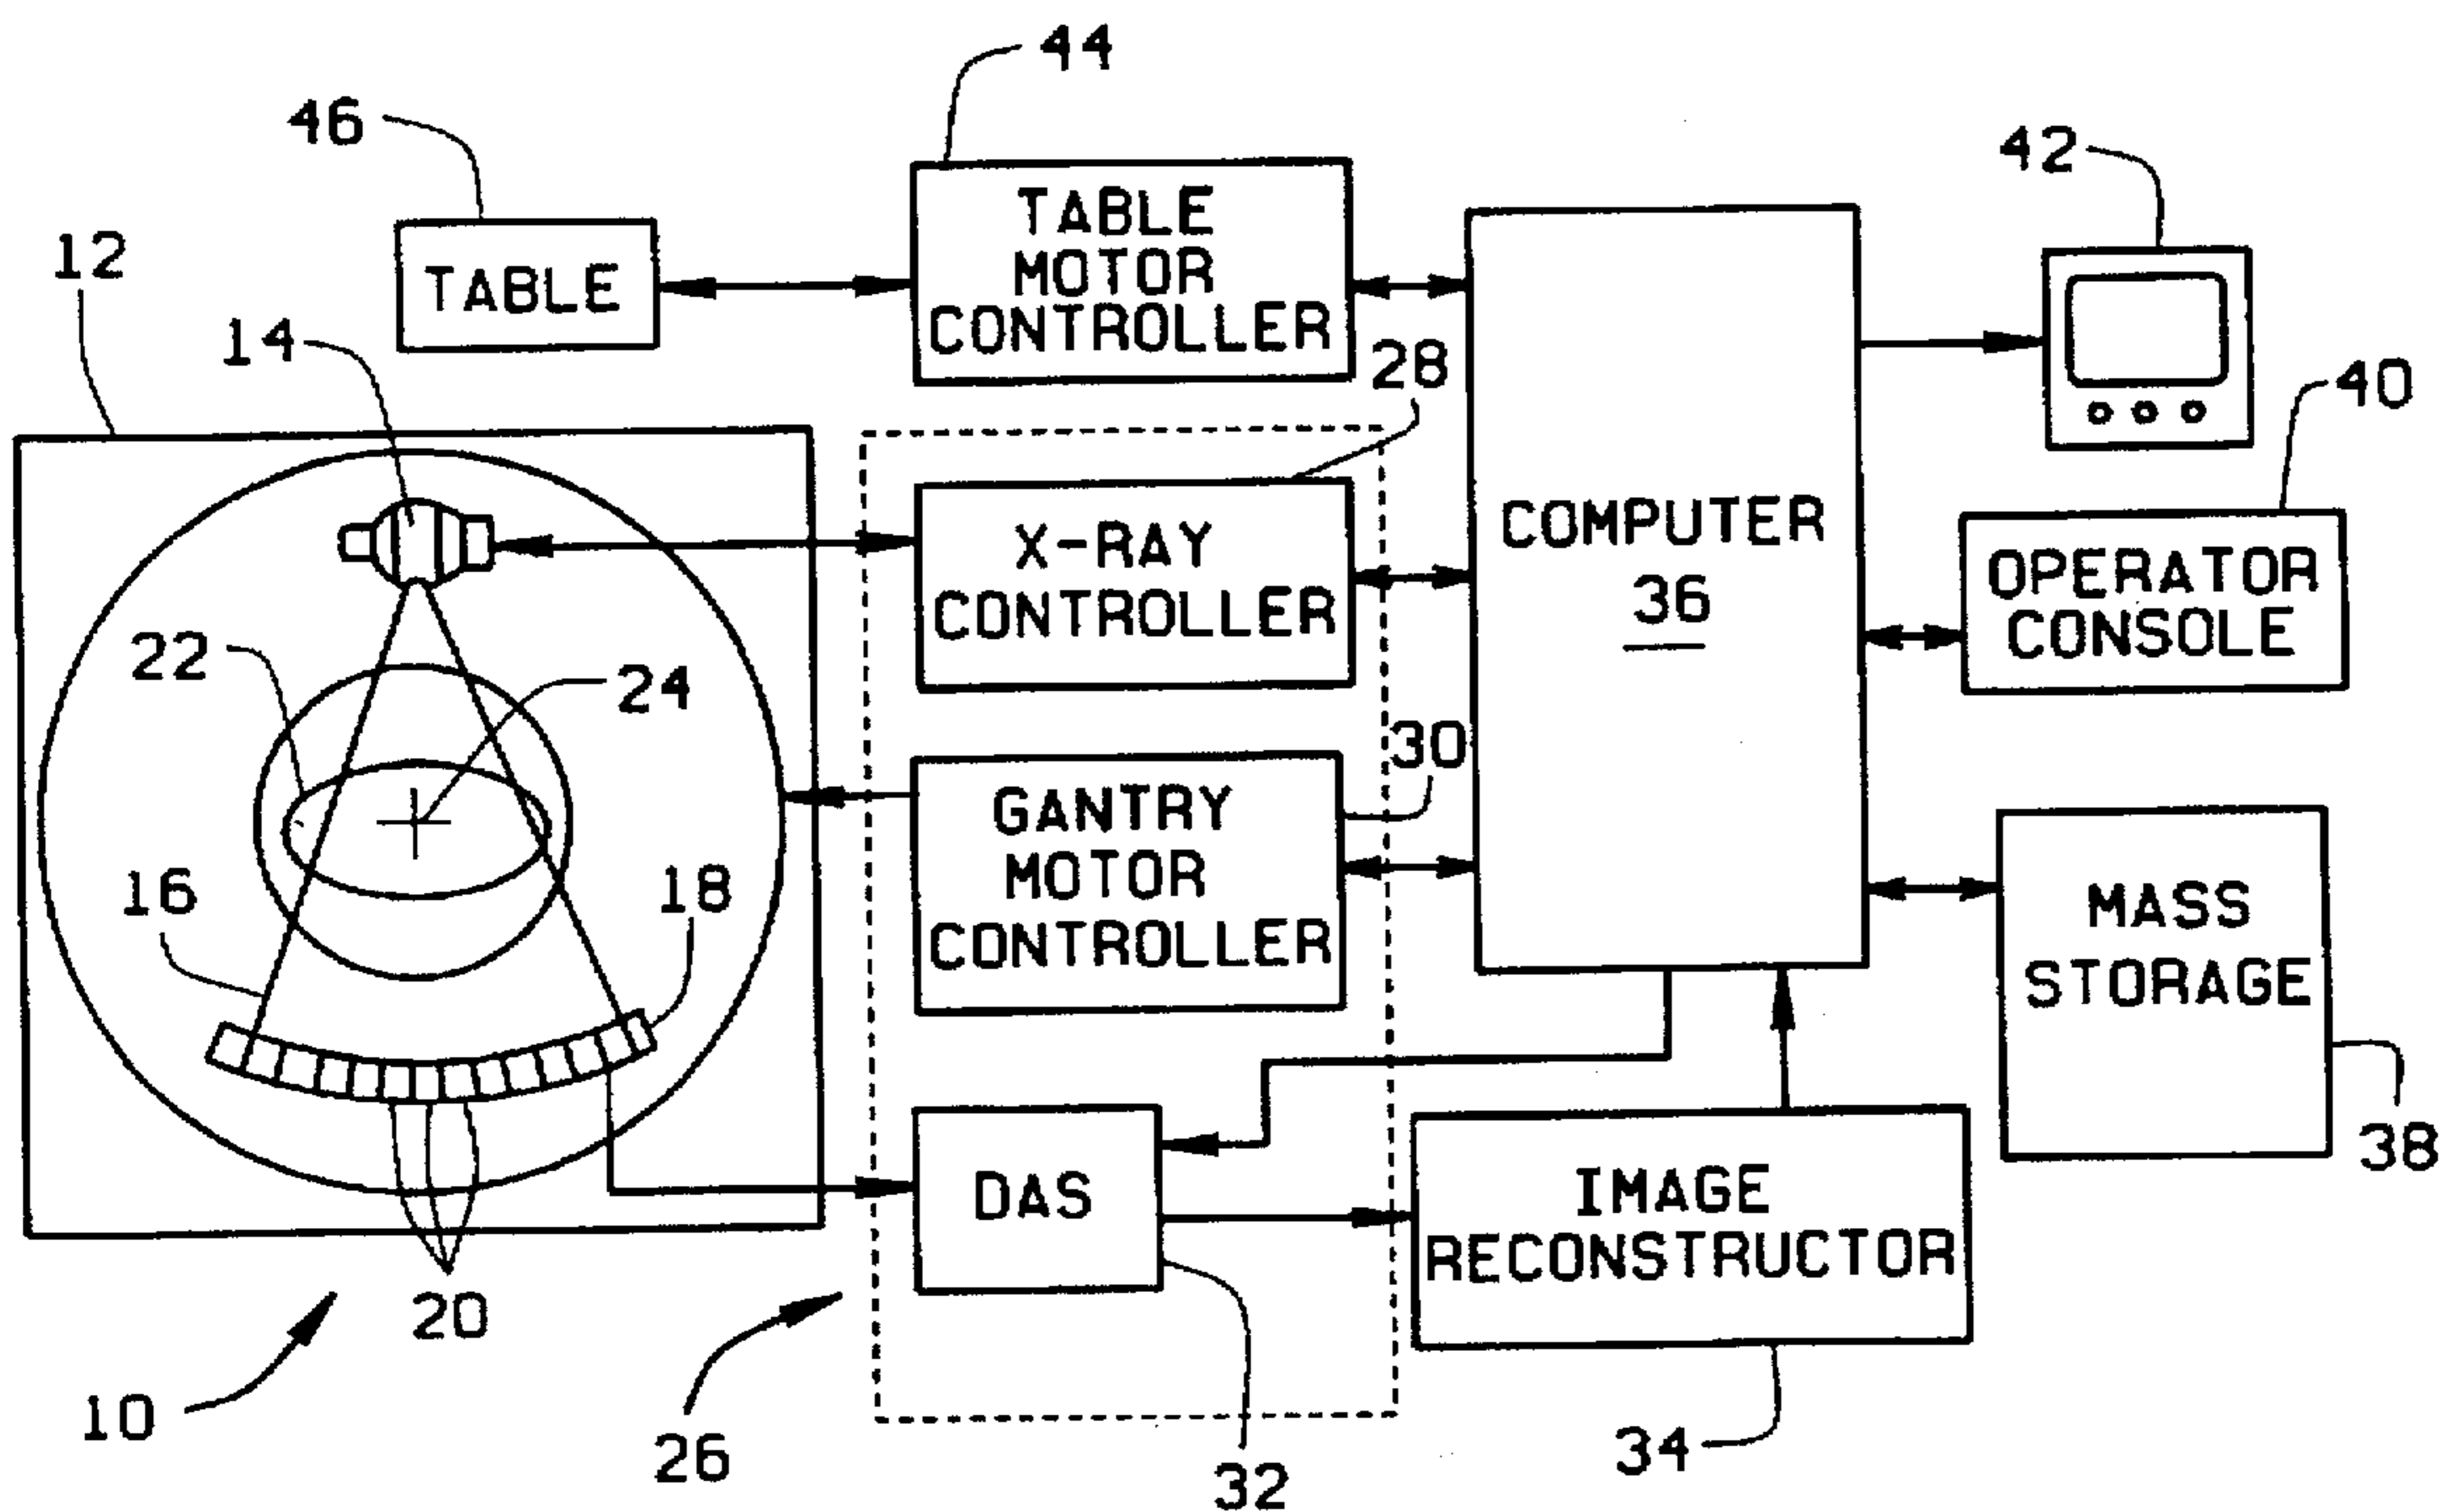 44
46
42
12
TABLE
MOTOR
CONTROLLER
TABLE
14
28
40
X-RAY
CONTROLLER
COMPUTER
36
OPERATOR
CONSOLE
22
24
30
GANTRY
MOTOR
CONTROLLER
16
18
MASS
STORAGE
38
DAS
IMAGE
RECONSTRUCTOR
20
10
26
32
34